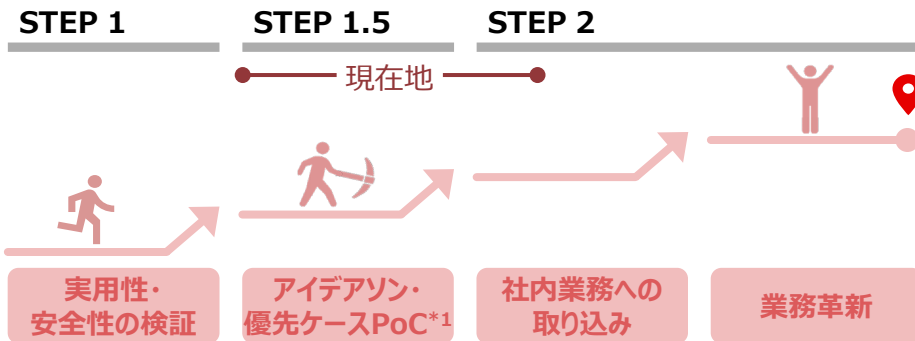 STEP 1
STEP 1.5
STEP 2
現在地
実用性・
安全性の検証
アイデアソン・
優先ケースPoC*1
社内業務への
取り込み
業務革新